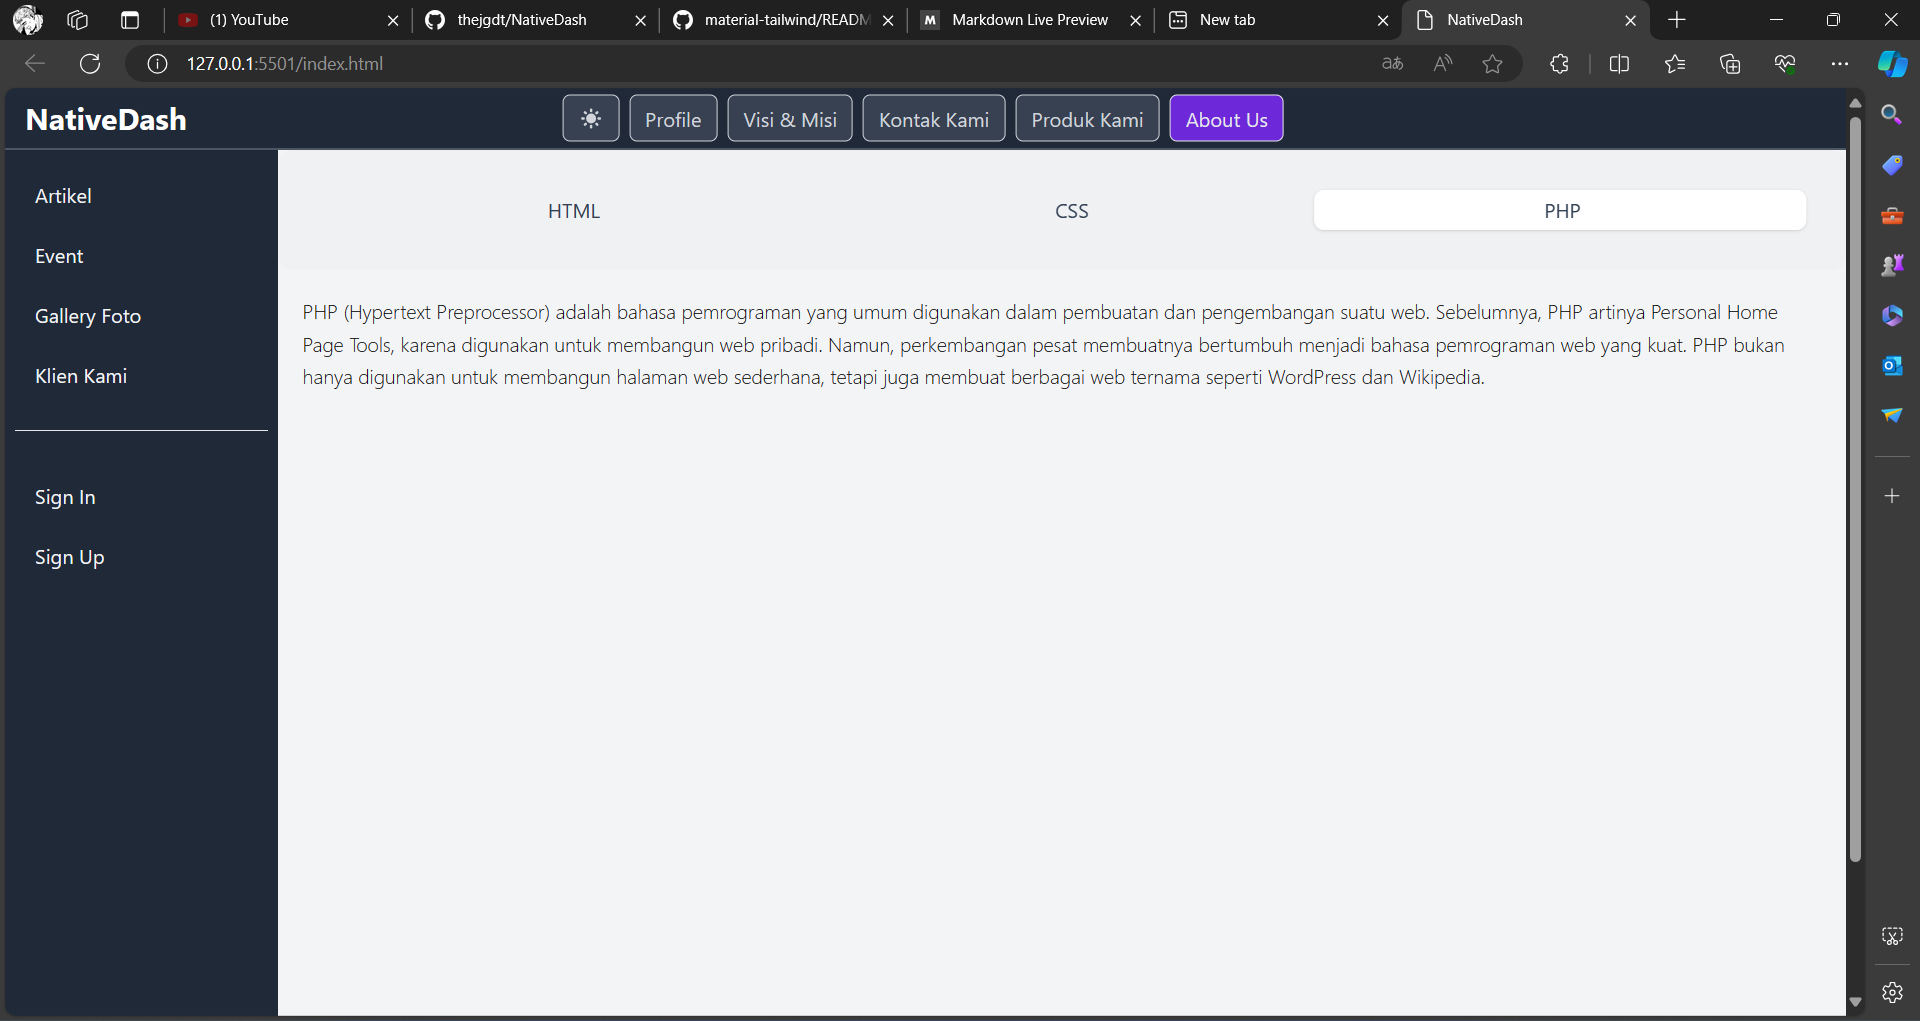 (1) YouTube
thejgdt/NativeDash
material-tailwind/READM
M
Markdown Live Preview
New tab
NativeDash
127.0.0.1:5501/index.html
NativeDash
Profile
Visi & Misi
Kontak Kami
Produk Kami
About Us
Artikel
Event
Gallery Foto
Klien Kami
Sign In
Sign Up
HTML
CSS
PHP
PHP (Hypertext Preprocessor) adalah bahasa pemrograman yang umum digunakan dalam pembuatan dan pengembangan suatu web. Sebelumnya, PHP artinya Personal Home
Page Tools, karena digunakan untuk membangun web pribadi. Namun, perkembangan pesat membuatnya bertumbuh menjadi bahasa pemrograman web yang kuat. PHP bukan
hanya digunakan untuk membangun halaman web sederhana, tetapi juga membuat berbagai web ternama seperti WordPress dan Wikipedia.